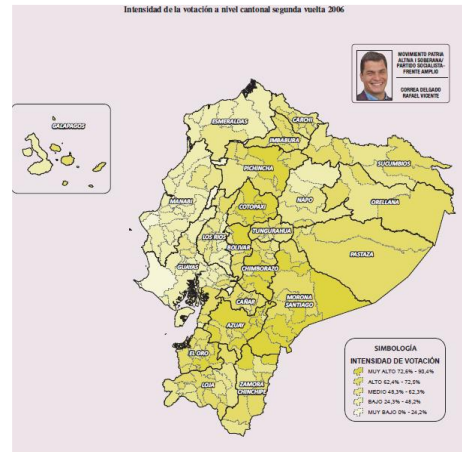 Intensidad de la votación a nivel cantonal segunda vuelta 2006
MOVIMIENTO PATRIA
ALTIVA I SOBERANA/
PARTIDO SOCIALISTA-
FRENTE AMPLIO
CORREA DELGADO
RAFAEL VICENTE
GALAPAGOS
ESMERALDAS
CARCHI
IMBABURA
SUCUMBIOS
PICHINCHA
NAPO
ORELLANA
MANABI
COTOPAXI
TUNGURAHUA
LOS RIOS
BOLIVAR
PASTAZA
GUAYAS
CHIMBORAZO
MORONA
SANTIAGO
CAÑAR
AZUAY
EL ORO
LOJA
ZAMORA
CHINCHIPE
SIMBOLOGÍA
INTENSIDAD DE VOTACIÓN
MUY ALTO 72,6% - 90,4%
ALTO 62,4% - 72,5%
MEDIO 48,3% - 62,3%
BAJO 24,3% - 48,2%
MUY BAJO 0% - 24,2%